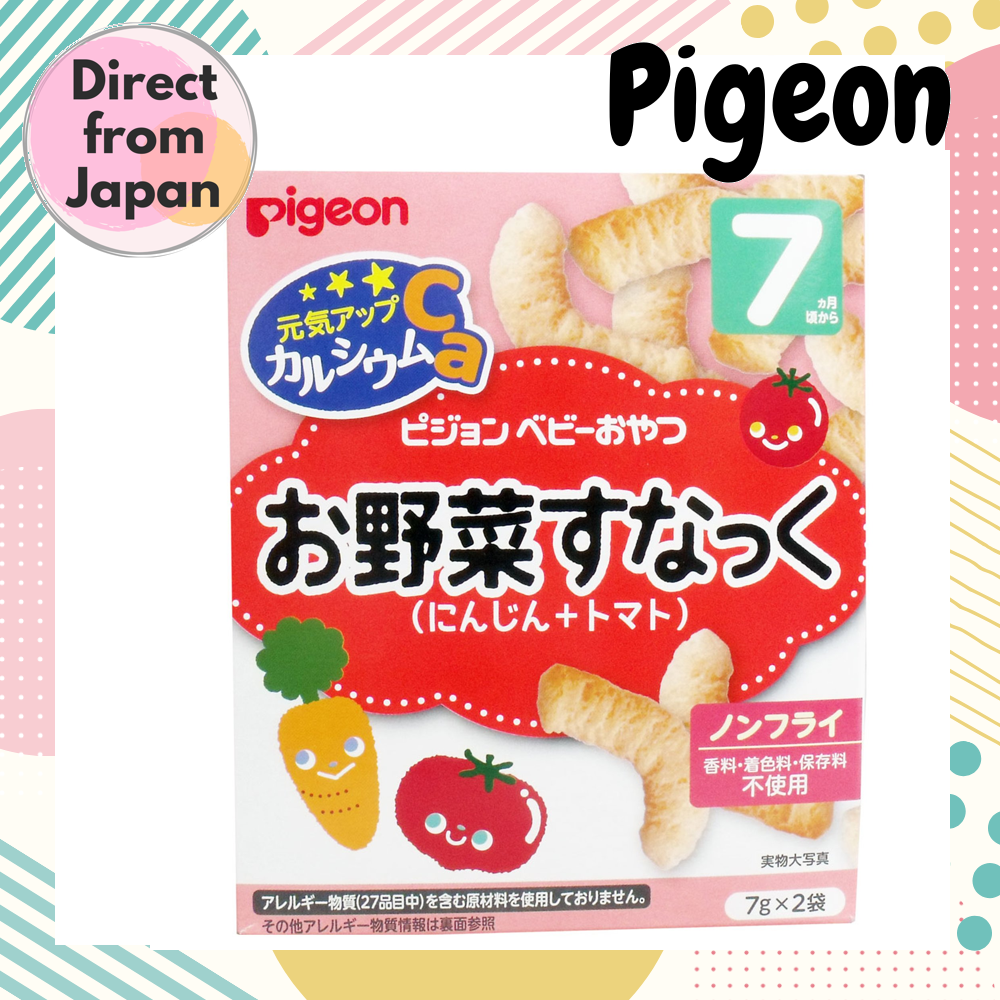 Direct
from
Japan
Pigeon
pigeon
7
ヵ月
頃から
元気アップ
カルシウム
Ca
ピジョン ベビーおやつ
お野菜すなっく
(にんじん+トマト)
ノンフライ
香料・着色料・保存料
不使用
実物大写真
アレルギー物質(27品目中)を含む原材料を使用しておりません。
その他アレルギー物質情報は裏面参照
7g×2袋